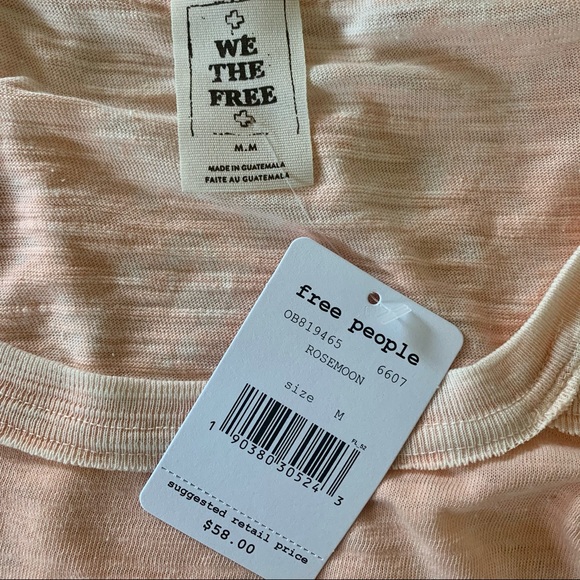 WE
THE
FREE
M.M
MADE IN GUATEMALA
FAITE AU GUATEMALA
free people
OB819465 6607
ROSEMOON
size M
FL_S2
1 90380 30524 3
suggested retail price
$58.00